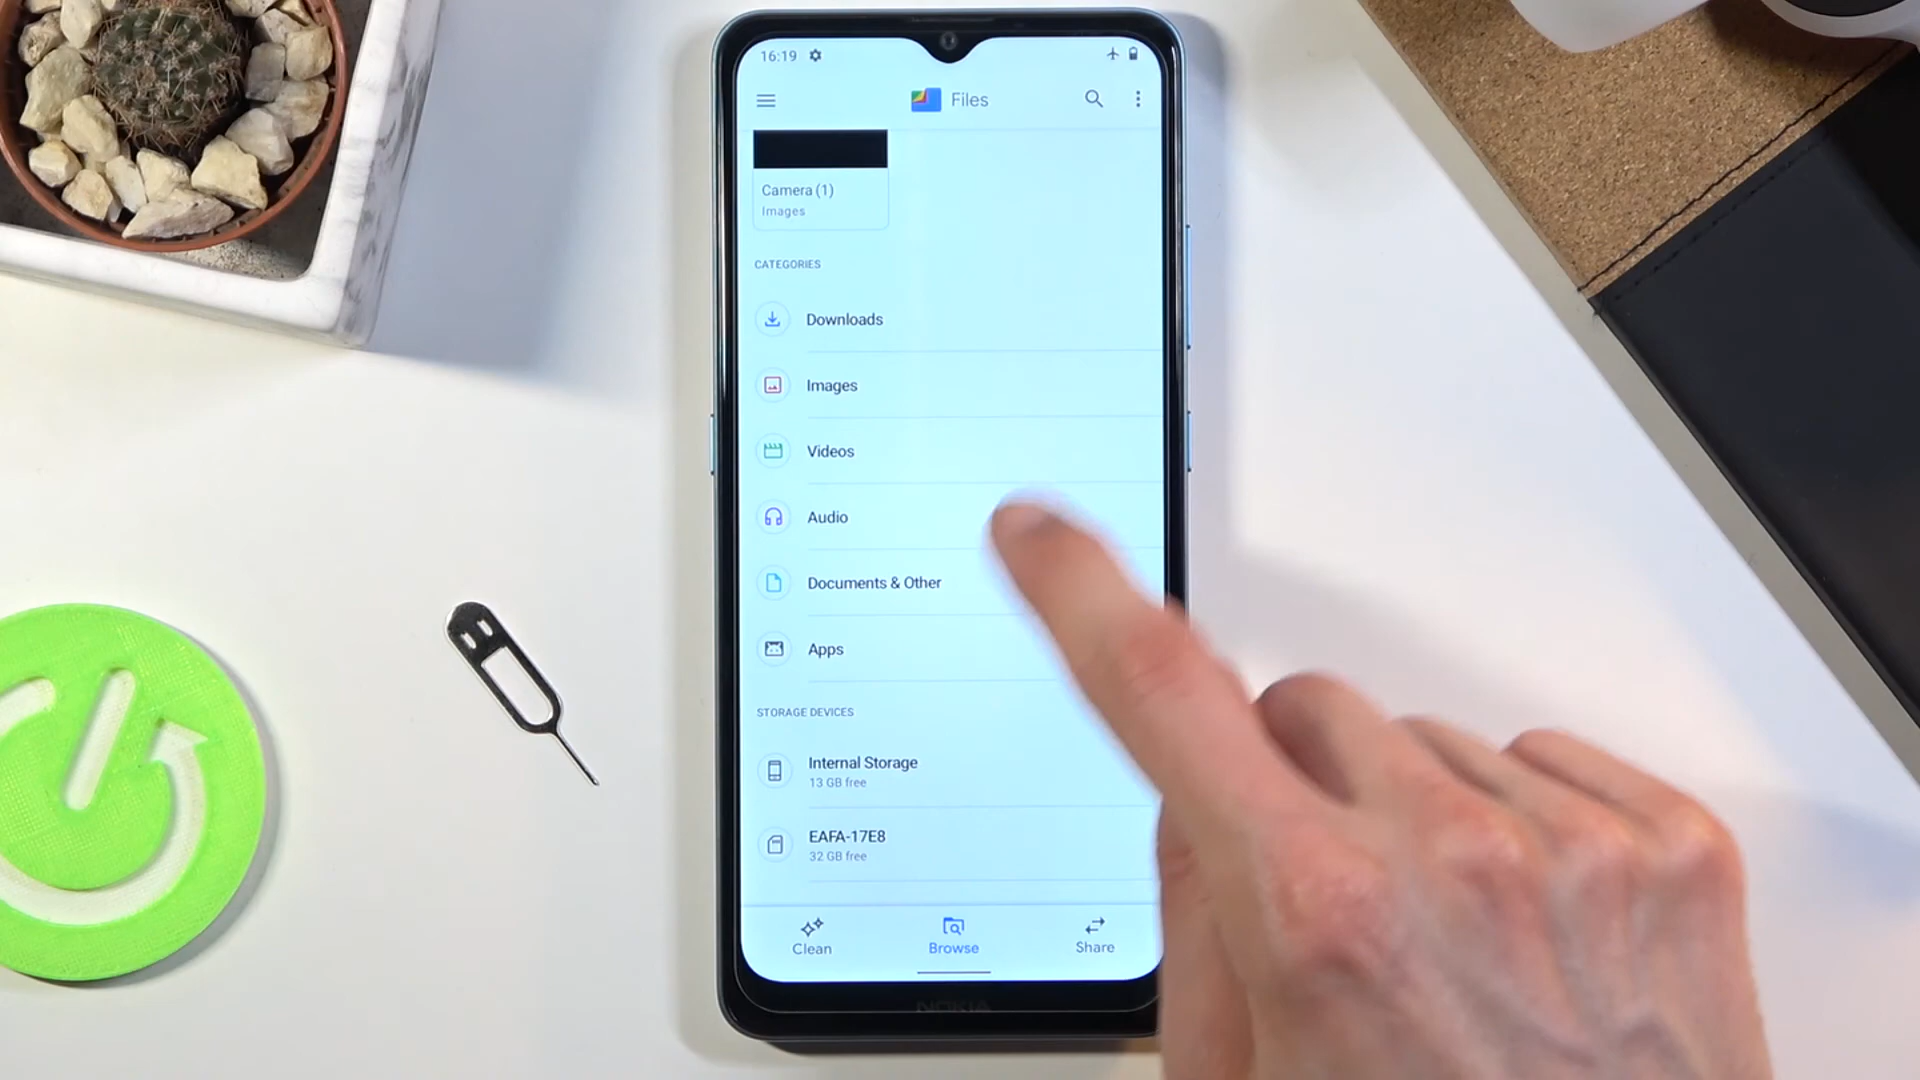 16:19
Files
Camera (1)
Images
CATEGORIES
Downloads
Images
Videos
Audio
Documents & Other
Apps
STORAGE DEVICES
Internal Storage
13 GB free
EAFA-17E8
32 GB free
Clean
Browse
Share
NOKIA